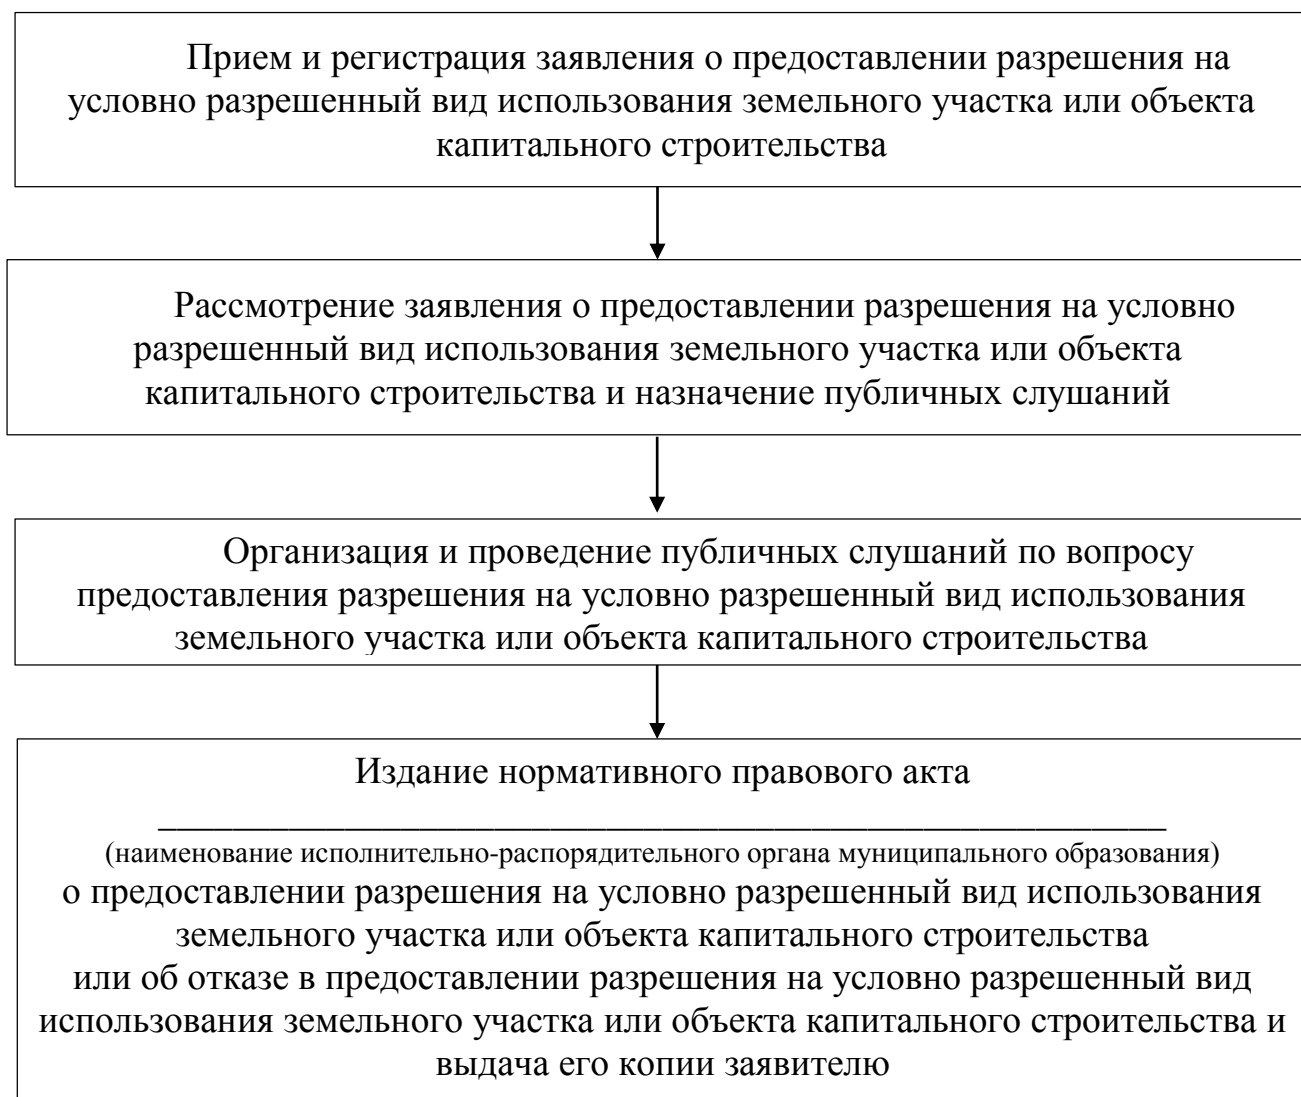 Прием и регистрация заявления о предоставлении разрешения на
условно разрешенный вид использования земельного участка или объекта
капитального строительства
Рассмотрение заявления о предоставлении разрешения на условно
разрешенный вид использования земельного участка или объекта
капитального строительства и назначение публичных слушаний
Организация и проведение публичных слушаний по вопросу
предоставления разрешения на условно разрешенный вид использования
земельного участка или объекта капитального строительства
Издание нормативного правового акта
______________________________________________________
(наименование исполнительно-распорядительного органа муниципального образования)
о предоставлении разрешения на условно разрешенный вид использования
земельного участка или объекта капитального строительства
или об отказе в предоставлении разрешения на условно разрешенный вид
использования земельного участка или объекта капитального строительства и
выдача его копии заявителю